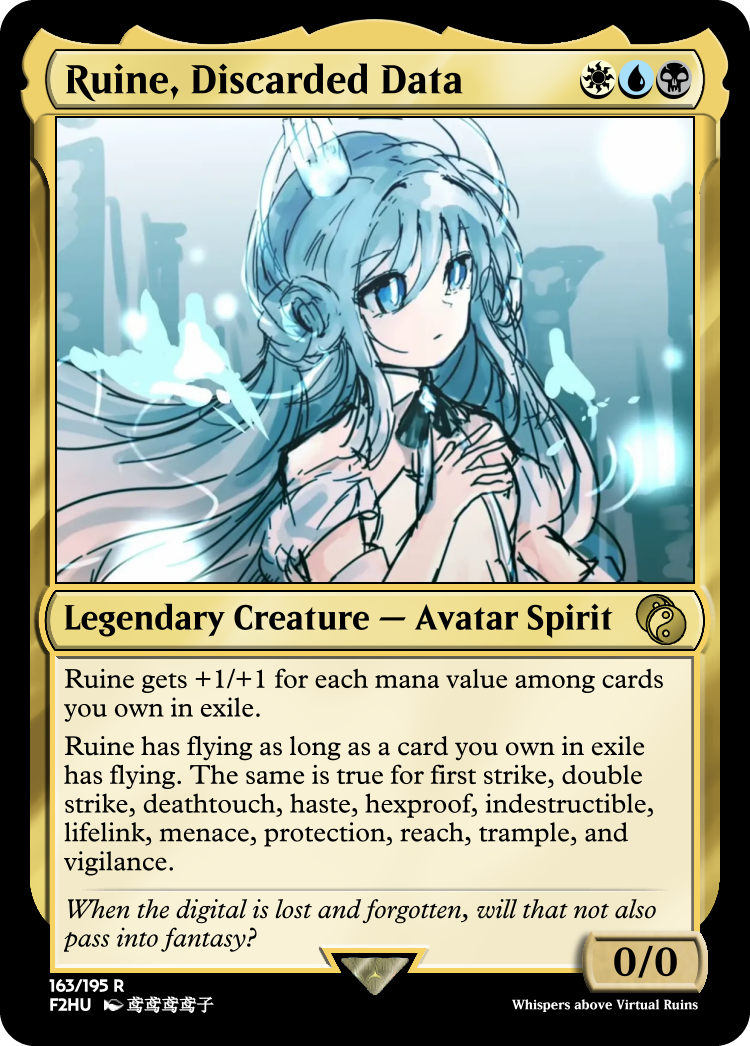 Ruine, Discarded Data
Legendary Creature — Avatar Spirit
Ruine gets +1/+1 for each mana value among cards
you own in exile.
Ruine has flying as long as a card you own in exile
has flying. The same is true for first strike, double
strike, deathtouch, haste, hexproof, indestructible,
lifelink, menace, protection, reach, trample, and
vigilance.
When the digital is lost and forgotten, will that not also
pass into fantasy?
0/0
163/195 R
F2HU 鸢鸢鸢鸢子
Whispers above Virtual Ruins